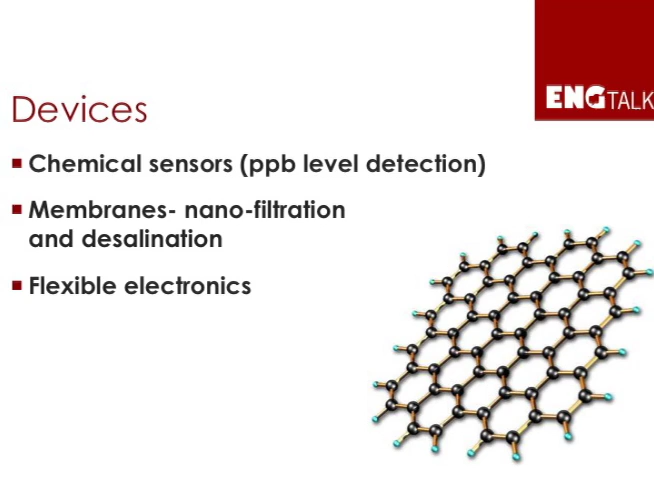 ENGTALK
Devices
Chemical sensors (ppb level detection)
Membranes- nano-filtration
and desalination
Flexible electronics